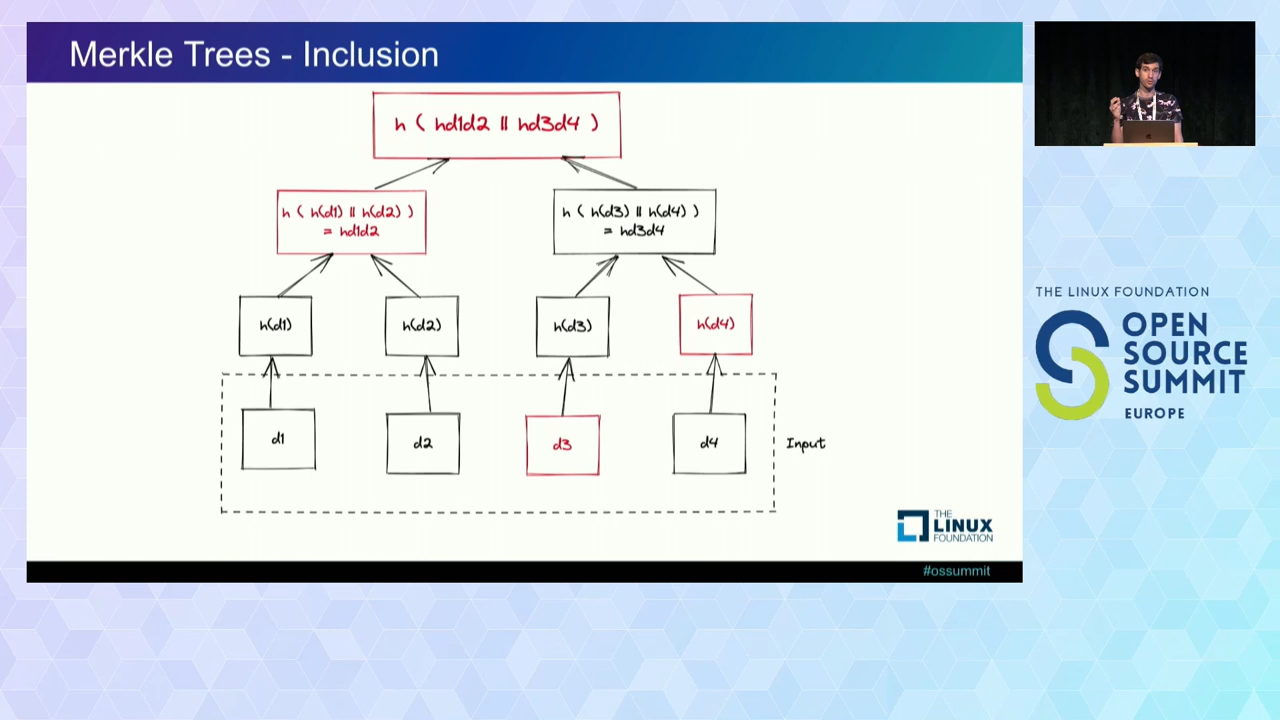 Merkle Trees - Inclusion
h ( hd1d2 || hd3d4 )
h ( h(d1) || h(d2) )
= hd1d2
h ( h(d3) || h(d4) )
= hd3d4
h(d1)
h(d2)
h(d3)
h(d4)
d1
d2
d3
d4
Input
THE
LINUX
FOUNDATION
#ossummit
THE LINUX FOUNDATION
OPEN
SOURCE
SUMMIT
EUROPE